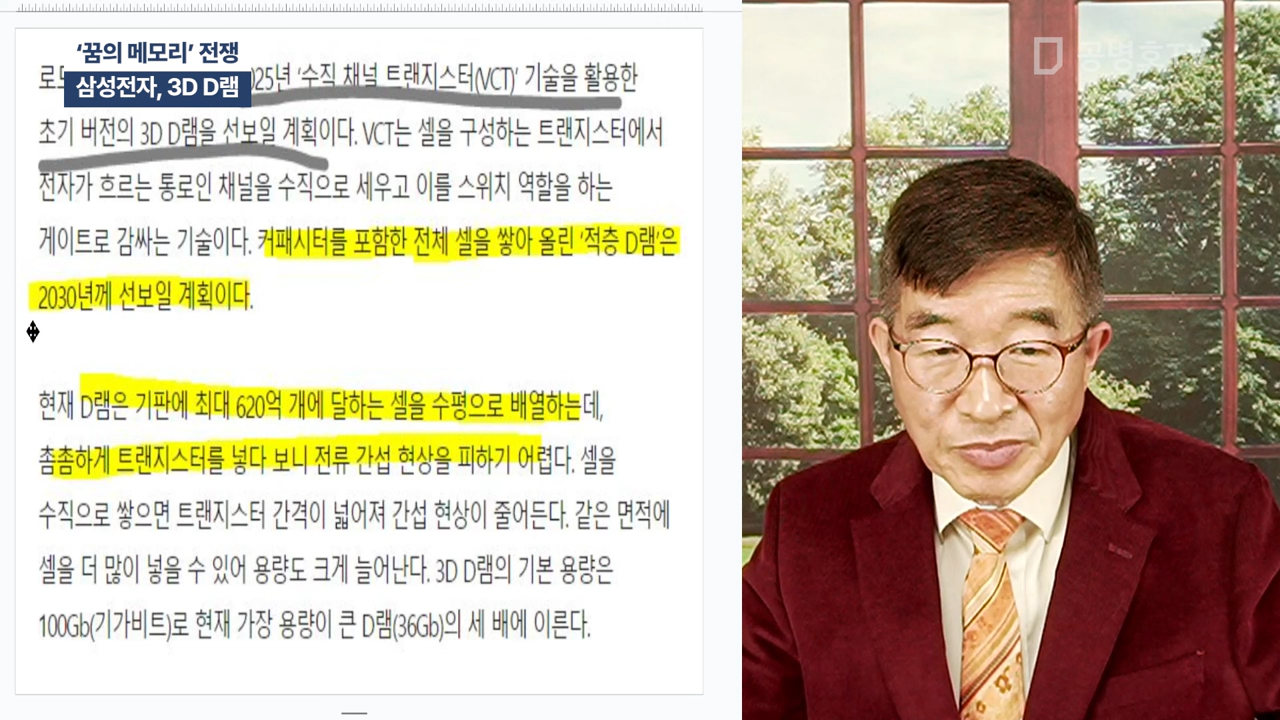 ‘꿈의 메모리’ 전쟁
삼성전자, 3D D램
025년 ‘수직 채널 트랜지스터(VCT)’ 기술을 활용한
초기 버전의 3D D램을 선보일 계획이다. VCT는 셀을 구성하는 트랜지스터에서
전자가 흐르는 통로인 채널을 수직으로 세우고 이를 스위치 역할을 하는
게이트로 감싸는 기술이다. 커패시터를 포함한 전체 셀을 쌓아 올린 ‘적층 D램’은
2030년께 선보일 계획이다.
현재 D램은 기판에 최대 620억 개에 달하는 셀을 수평으로 배열하는데,
촘촘하게 트랜지스터를 넣다 보니 전류 간섭 현상을 피하기 어렵다. 셀을
수직으로 쌓으면 트랜지스터 간격이 넓어져 간섭 현상이 줄어든다. 같은 면적에
셀을 더 많이 넣을 수 있어 용량도 크게 늘어난다. 3D D램의 기본 용량은
100Gb(기가비트)로 현재 가장 용량이 큰 D램(36Gb)의 세 배에 이른다.